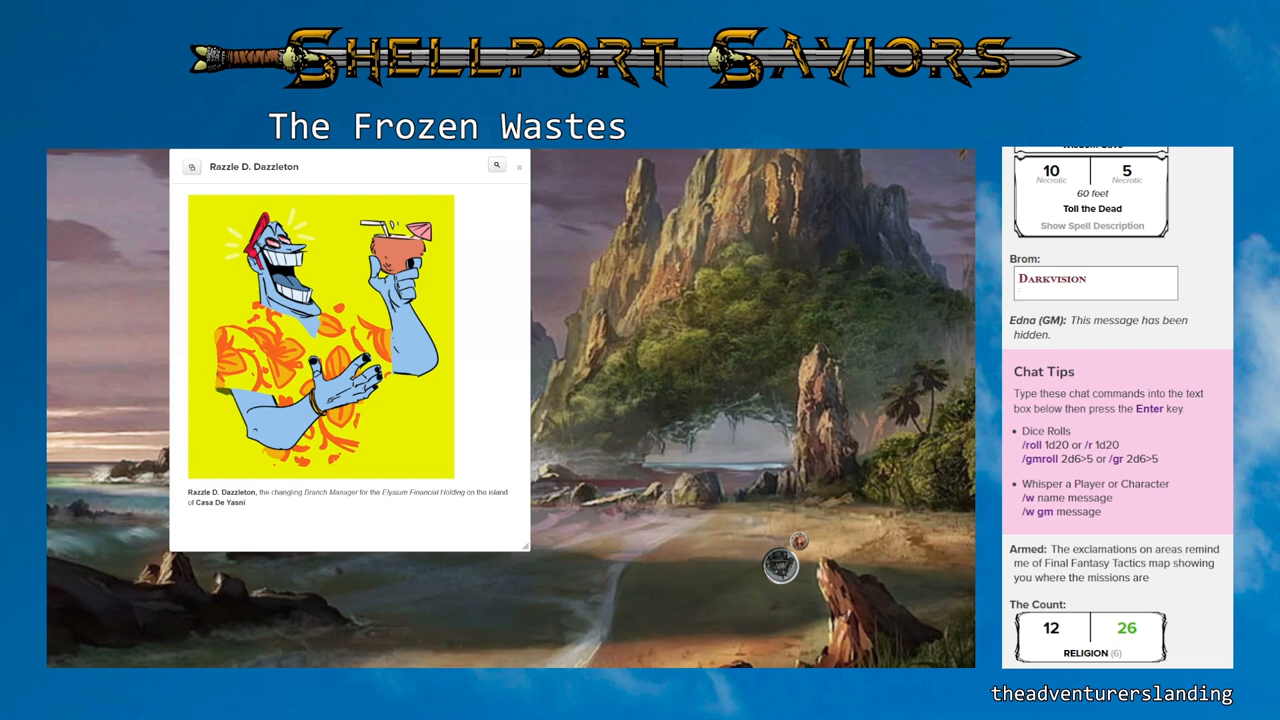 SHELLPORT SAVIORS
The Frozen Wastes
Razzle D. Dazzleton
Razzle D. Dazzleton, the changling Branch Manager for the Elysium Financial Holding on the island
of Casa De Yasni
10
Necrotic
5
Necrotic
60 feet
Toll the Dead
Show Spell Description
Brom:
DARKVISION
Edna (GM): This message has been
hidden.
Chat Tips
Type these chat commands into the text
box below then press the Enter key.
Dice Rolls
/roll 1d20 or /r 1d20
/gmroll 2d6>5 or /gr 2d6>5
Whisper a Player or Character
/w name message
/w gm message
Armed: The exclamations on areas remind
me of Final Fantasy Tactics map showing
you where the missions are
The Count:
12
26
RELIGION (6)
theadventurerslanding